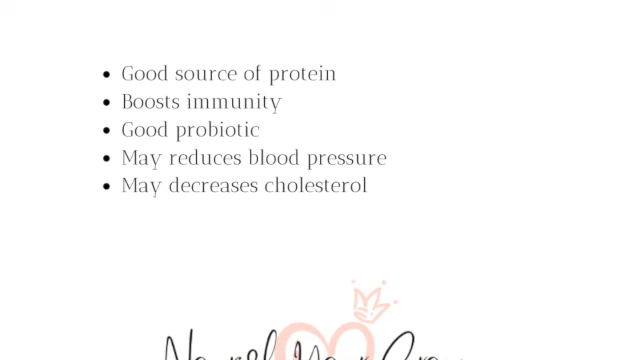 • Good source of protein
• Boosts immunity
• Good probiotic
• May reduces blood pressure
• May decreases cholesterol